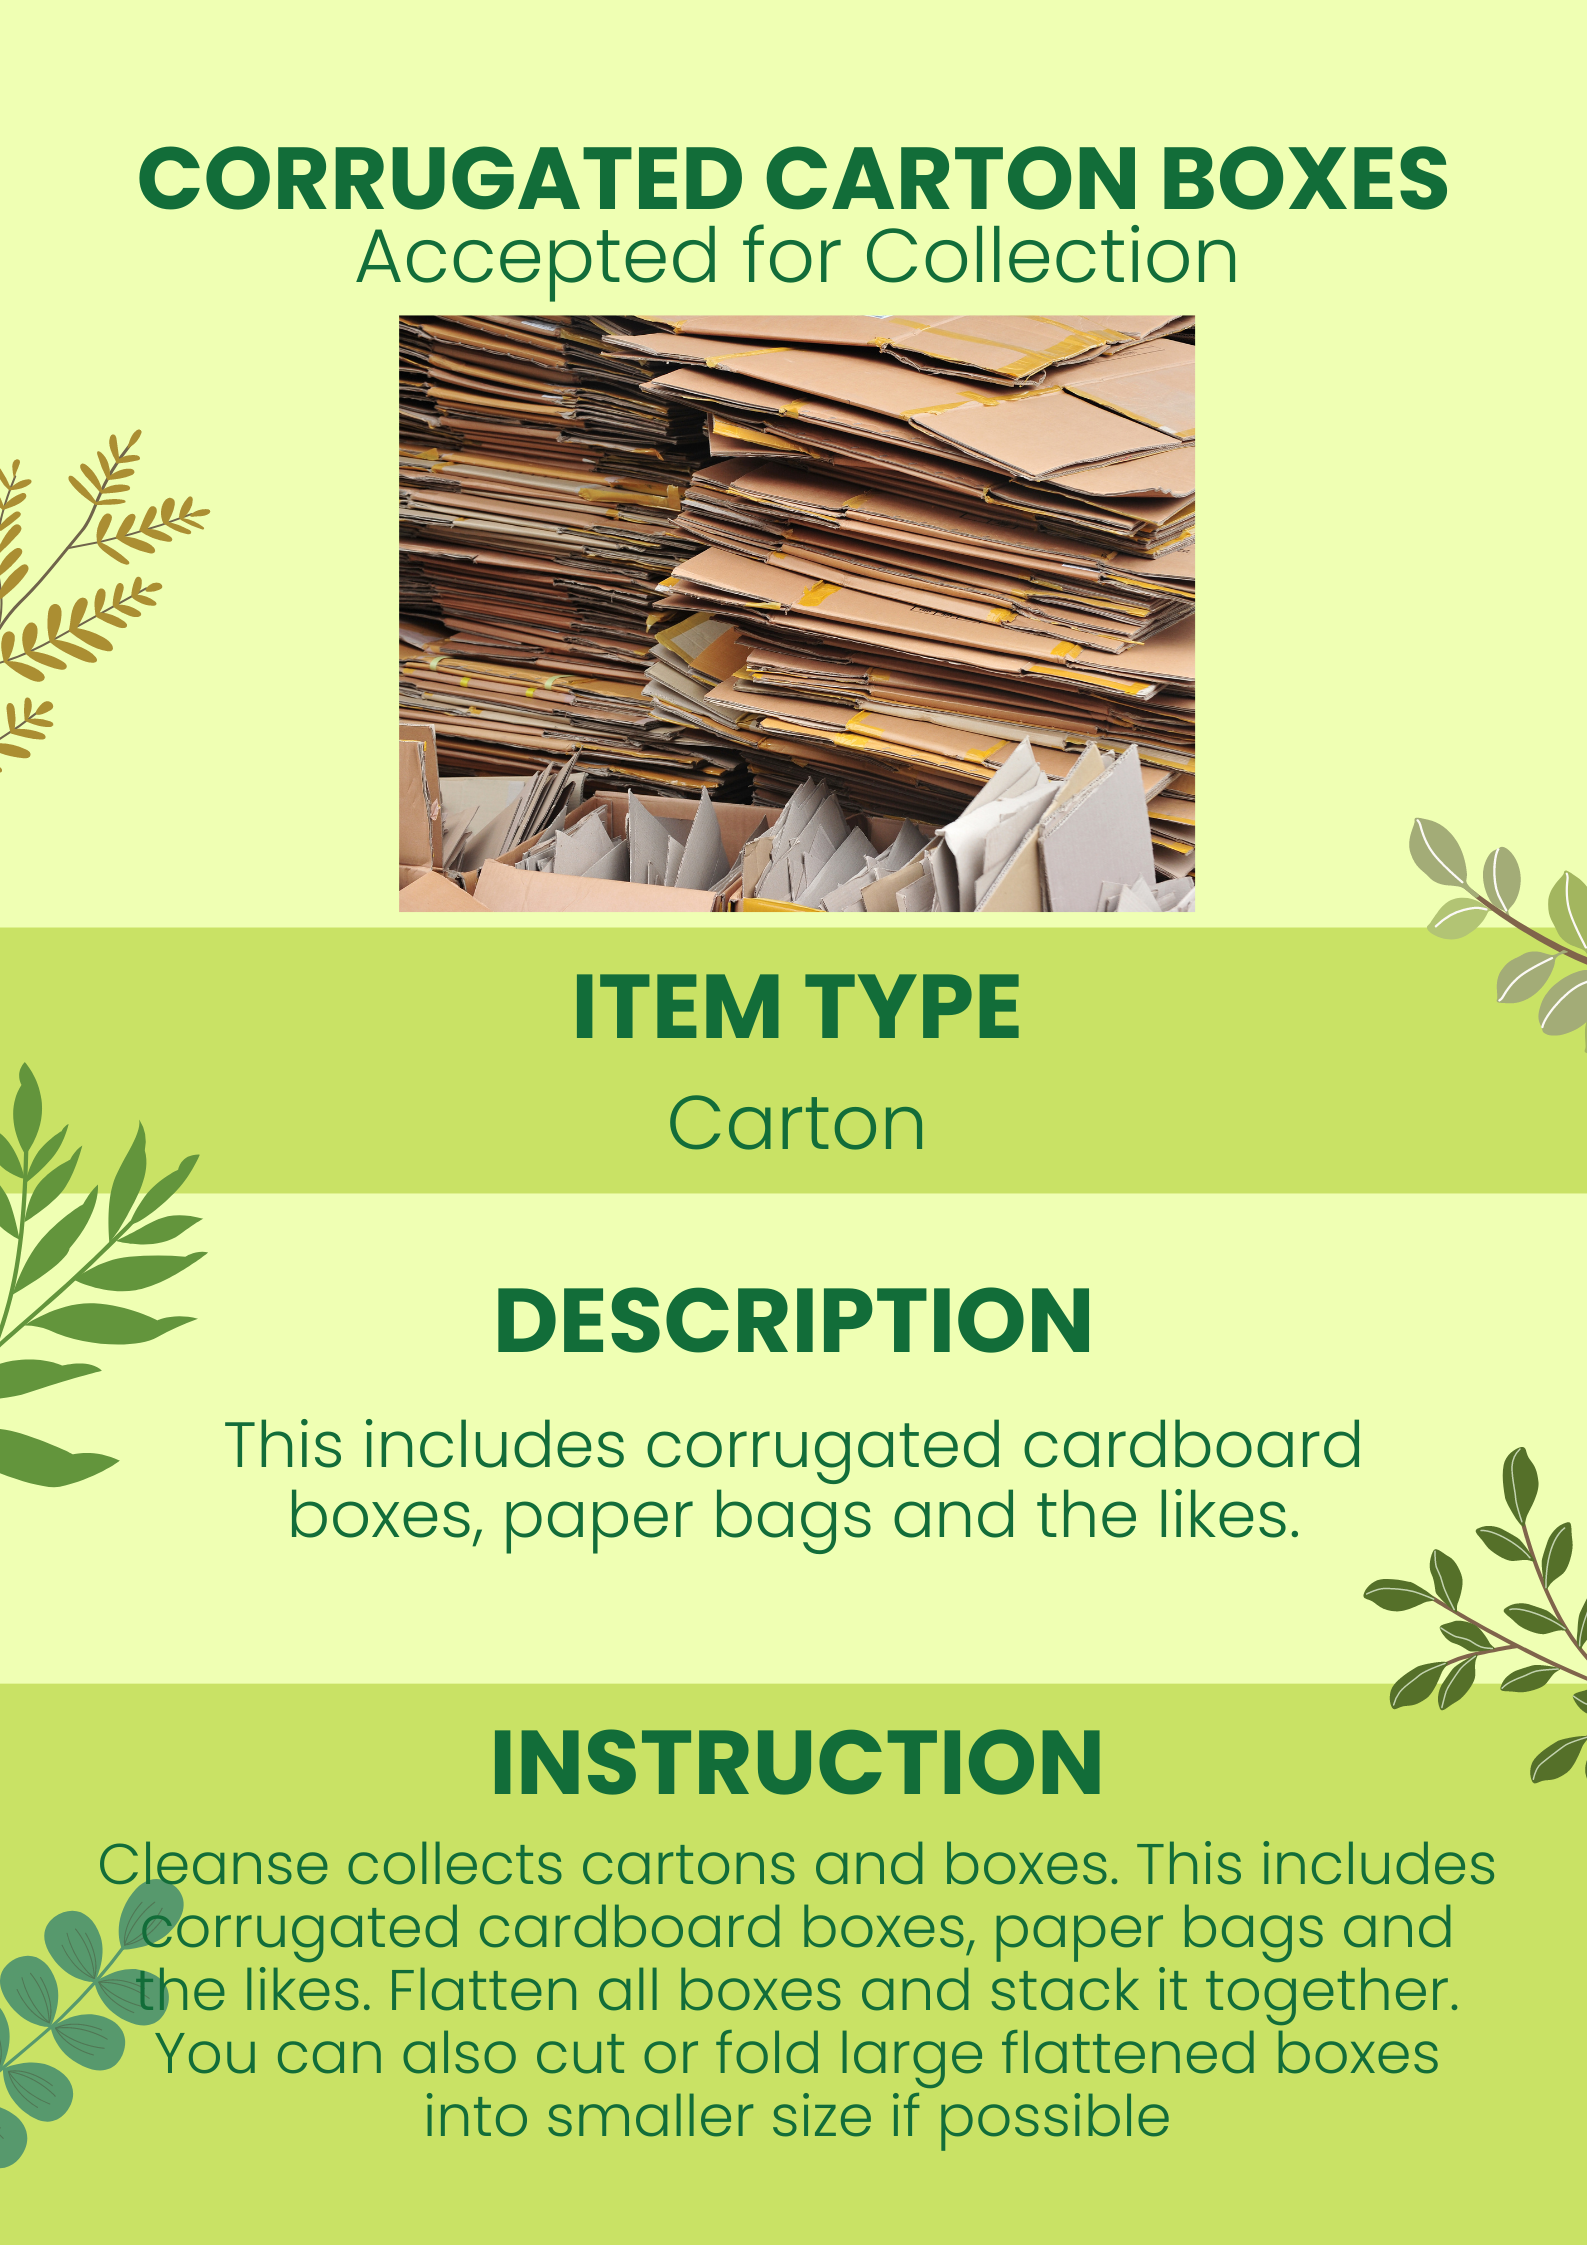 CORRUGATED CARTON BOXES
Accepted for Collection
ITEM TYPE
Carton
DESCRIPTION
This includes corrugated cardboard
boxes, paper bags and the likes.
INSTRUCTION
Cleanse collects cartons and boxes. This includes
corrugated cardboard boxes, paper bags and
the likes. Flatten all boxes and stack it together.
You can also cut or fold large flattened boxes
into smaller size if possible